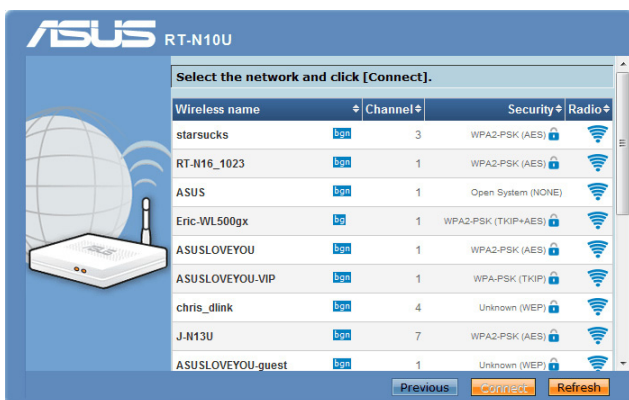 ASUS RT-N10U
Select the network and click [Connect].
Wireless name Channel Security Radio
starsucks bgn 3 WPA2-PSK (AES)
RT-N16_1023 bgn 1 WPA2-PSK (AES)
ASUS bgn 1 Open System (NONE)
Eric-WL500gx bg 1 WPA2-PSK (TKIP+AES)
ASUSLOVEYOU bgn 1 WPA2-PSK (AES)
ASUSLOVEYOU-VIP bgn 1 WPA-PSK (TKIP)
chris_dlink bgn 4 Unknown (WEP)
J-N13U bgn 7 WPA2-PSK (AES)
ASUSLOVEYOU-guest bgn 1 Unknown (WEP)
ASUS
Previous Connect Refresh